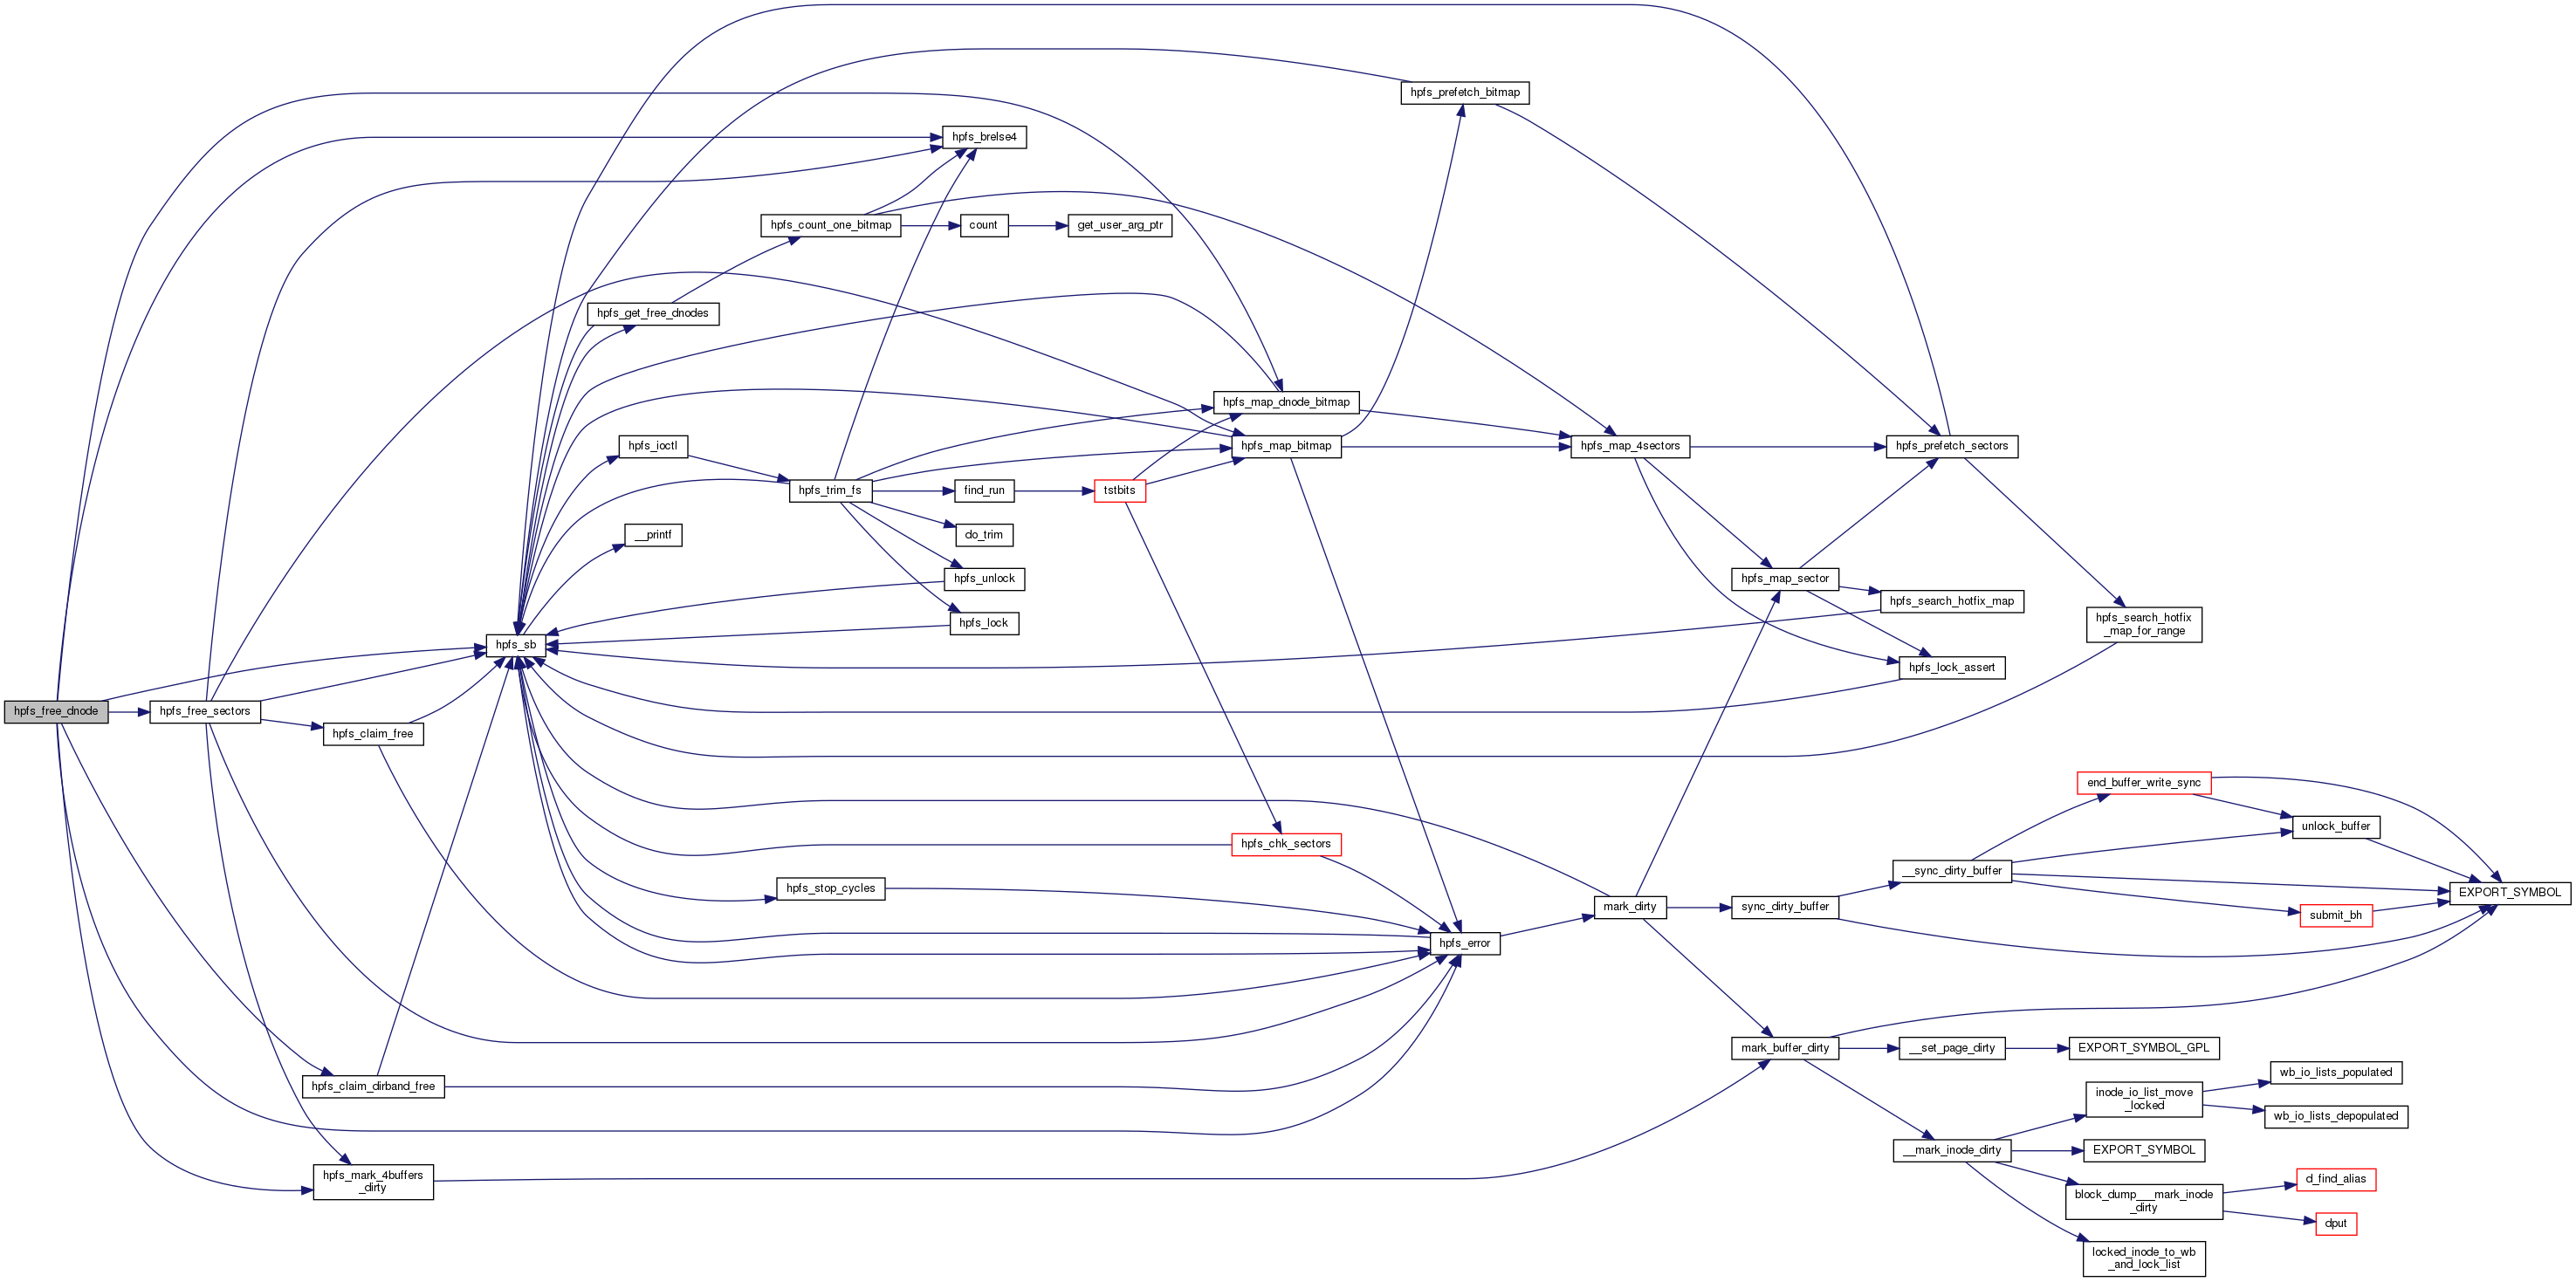 hpfs_prefetch_bitmap
hpfs_brelse4
hpfs_count_one_bitmap
count
get_user_arg_ptr
hpfs_get_free_dnodes
hpfs_map_dnode_bitmap
hpfs_ioctl
hpfs_map_bitmap
hpfs_map_4sectors
hpfs_prefetch_sectors
hpfs_trim_fs
find_run
tstbits
__printf
do_trim
hpfs_unlock
hpfs_map_sector
hpfs_search_hotfix_map
hpfs_lock
hpfs_search_hotfix
_map_for_range
hpfs_sb
hpfs_lock_assert
hpfs_free_dnode
hpfs_free_sectors
hpfs_claim_free
end_buffer_write_sync
unlock_buffer
hpfs_chk_sectors
__sync_dirty_buffer
hpfs_stop_cycles
EXPORT_SYMBOL
mark_dirty
sync_dirty_buffer
submit_bh
hpfs_error
mark_buffer_dirty
__set_page_dirty
EXPORT_SYMBOL_GPL
hpfs_claim_dirband_free
inode_io_list_move
_locked
wb_io_lists_populated
wb_io_lists_depopulated
__mark_inode_dirty
EXPORT_SYMBOL
hpfs_mark_4buffers
_dirty
block_dump___mark_inode
_dirty
d_find_alias
dput
locked_inode_to_wb
_and_lock_list